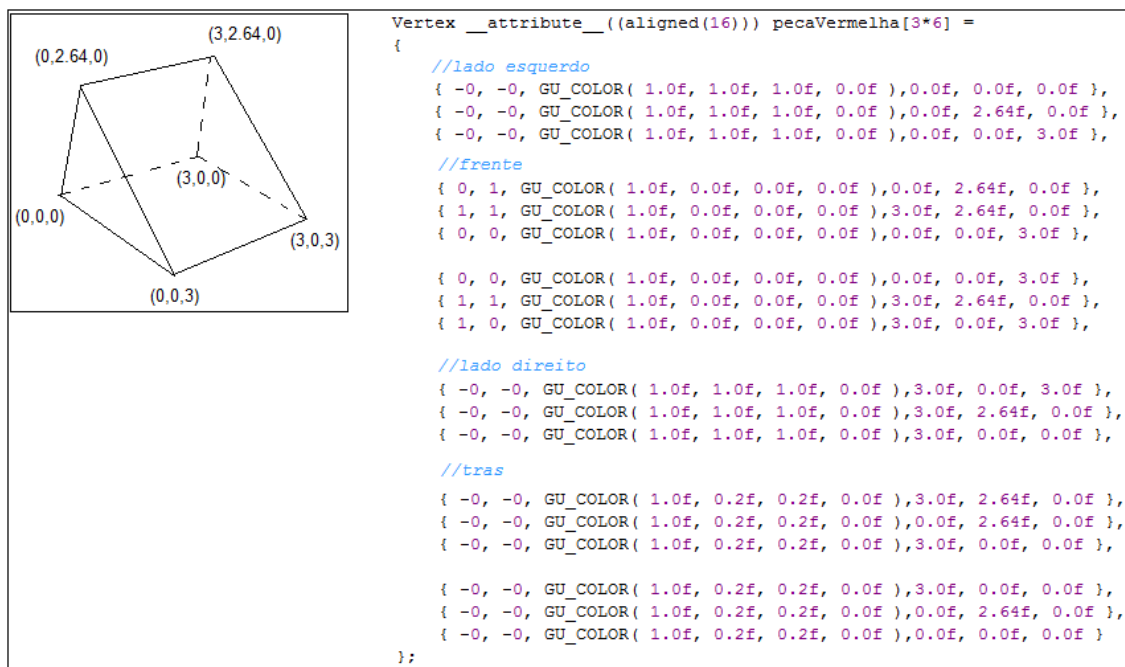 (3,2.64,0)
(0,2.64,0)
(3,0,0)
(0,0,0)
(3,0,3)
(0,0,3)
Vertex __attribute__((aligned(16))) pecaVermelha[3*6] =
{
//lado esquerdo
{ -0, -0, GU_COLOR( 1.0f, 1.0f, 1.0f, 0.0f ),0.0f, 0.0f, 0.0f },
{ -0, -0, GU_COLOR( 1.0f, 1.0f, 1.0f, 0.0f ),0.0f, 2.64f, 0.0f },
{ -0, -0, GU_COLOR( 1.0f, 1.0f, 1.0f, 0.0f ),0.0f, 0.0f, 3.0f },
//frente
{ 0, 1, GU_COLOR( 1.0f, 0.0f, 0.0f, 0.0f ),0.0f, 2.64f, 0.0f },
{ 1, 1, GU_COLOR( 1.0f, 0.0f, 0.0f, 0.0f ),3.0f, 2.64f, 0.0f },
{ 0, 0, GU_COLOR( 1.0f, 0.0f, 0.0f, 0.0f ),0.0f, 0.0f, 3.0f },
{ 0, 0, GU_COLOR( 1.0f, 0.0f, 0.0f, 0.0f ),0.0f, 0.0f, 3.0f },
{ 1, 1, GU_COLOR( 1.0f, 0.0f, 0.0f, 0.0f ),3.0f, 2.64f, 0.0f },
{ 1, 0, GU_COLOR( 1.0f, 0.0f, 0.0f, 0.0f ),3.0f, 0.0f, 3.0f },
//lado direito
{ -0, -0, GU_COLOR( 1.0f, 1.0f, 1.0f, 0.0f ),3.0f, 0.0f, 3.0f },
{ -0, -0, GU_COLOR( 1.0f, 1.0f, 1.0f, 0.0f ),3.0f, 2.64f, 0.0f },
{ -0, -0, GU_COLOR( 1.0f, 1.0f, 1.0f, 0.0f ),3.0f, 0.0f, 0.0f },
//tras
{ -0, -0, GU_COLOR( 1.0f, 0.2f, 0.2f, 0.0f ),3.0f, 2.64f, 0.0f },
{ -0, -0, GU_COLOR( 1.0f, 0.2f, 0.2f, 0.0f ),0.0f, 2.64f, 0.0f },
{ -0, -0, GU_COLOR( 1.0f, 0.2f, 0.2f, 0.0f ),3.0f, 0.0f, 0.0f },
{ -0, -0, GU_COLOR( 1.0f, 0.2f, 0.2f, 0.0f ),3.0f, 0.0f, 0.0f },
{ -0, -0, GU_COLOR( 1.0f, 0.2f, 0.2f, 0.0f ),0.0f, 2.64f, 0.0f },
{ -0, -0, GU_COLOR( 1.0f, 0.2f, 0.2f, 0.0f ),0.0f, 0.0f, 0.0f }
};